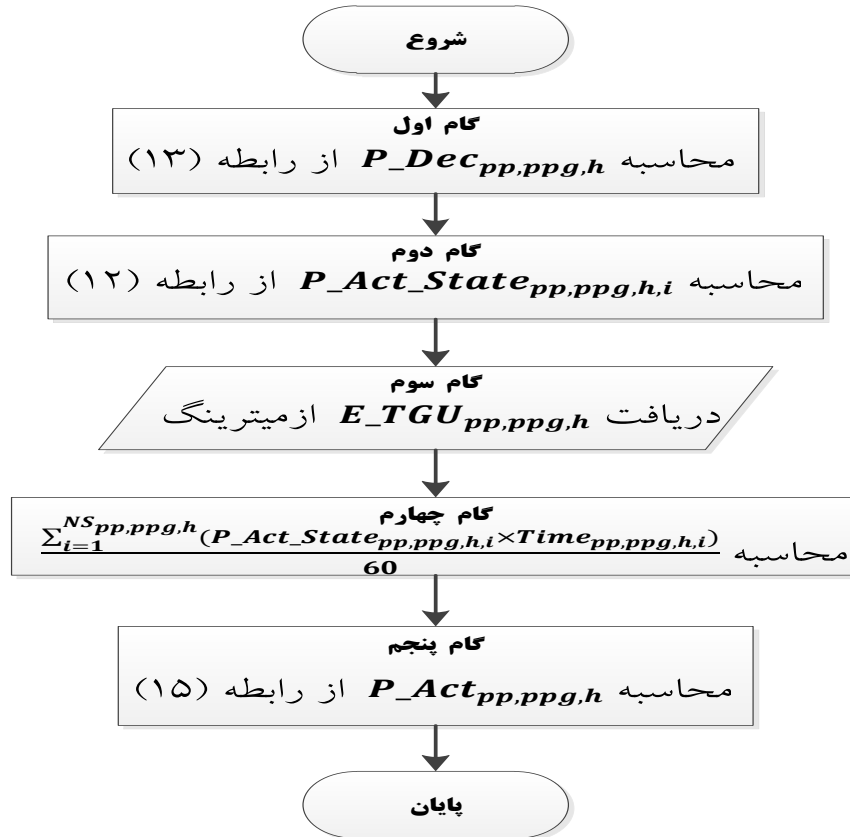 شروع
گام اول
محاسبه P_Dec_{pp,ppg,h} از رابطه (۱۳)
گام دوم
محاسبه P_Act_State_{pp,ppg,h,i} از رابطه (۱۲)
گام سوم
دریافت E_TGU_{pp,ppg,h} ازمیترینگ
گام چهارم
محاسبه \frac{\sum_{i=1}^{NS_{pp,ppg,h}}(P\_Act\_State_{pp,ppg,h,i}×Time_{pp,ppg,h,i})}{60}
گام پنجم
محاسبه P_Act_{pp,ppg,h} از رابطه (۱۵)
پایان